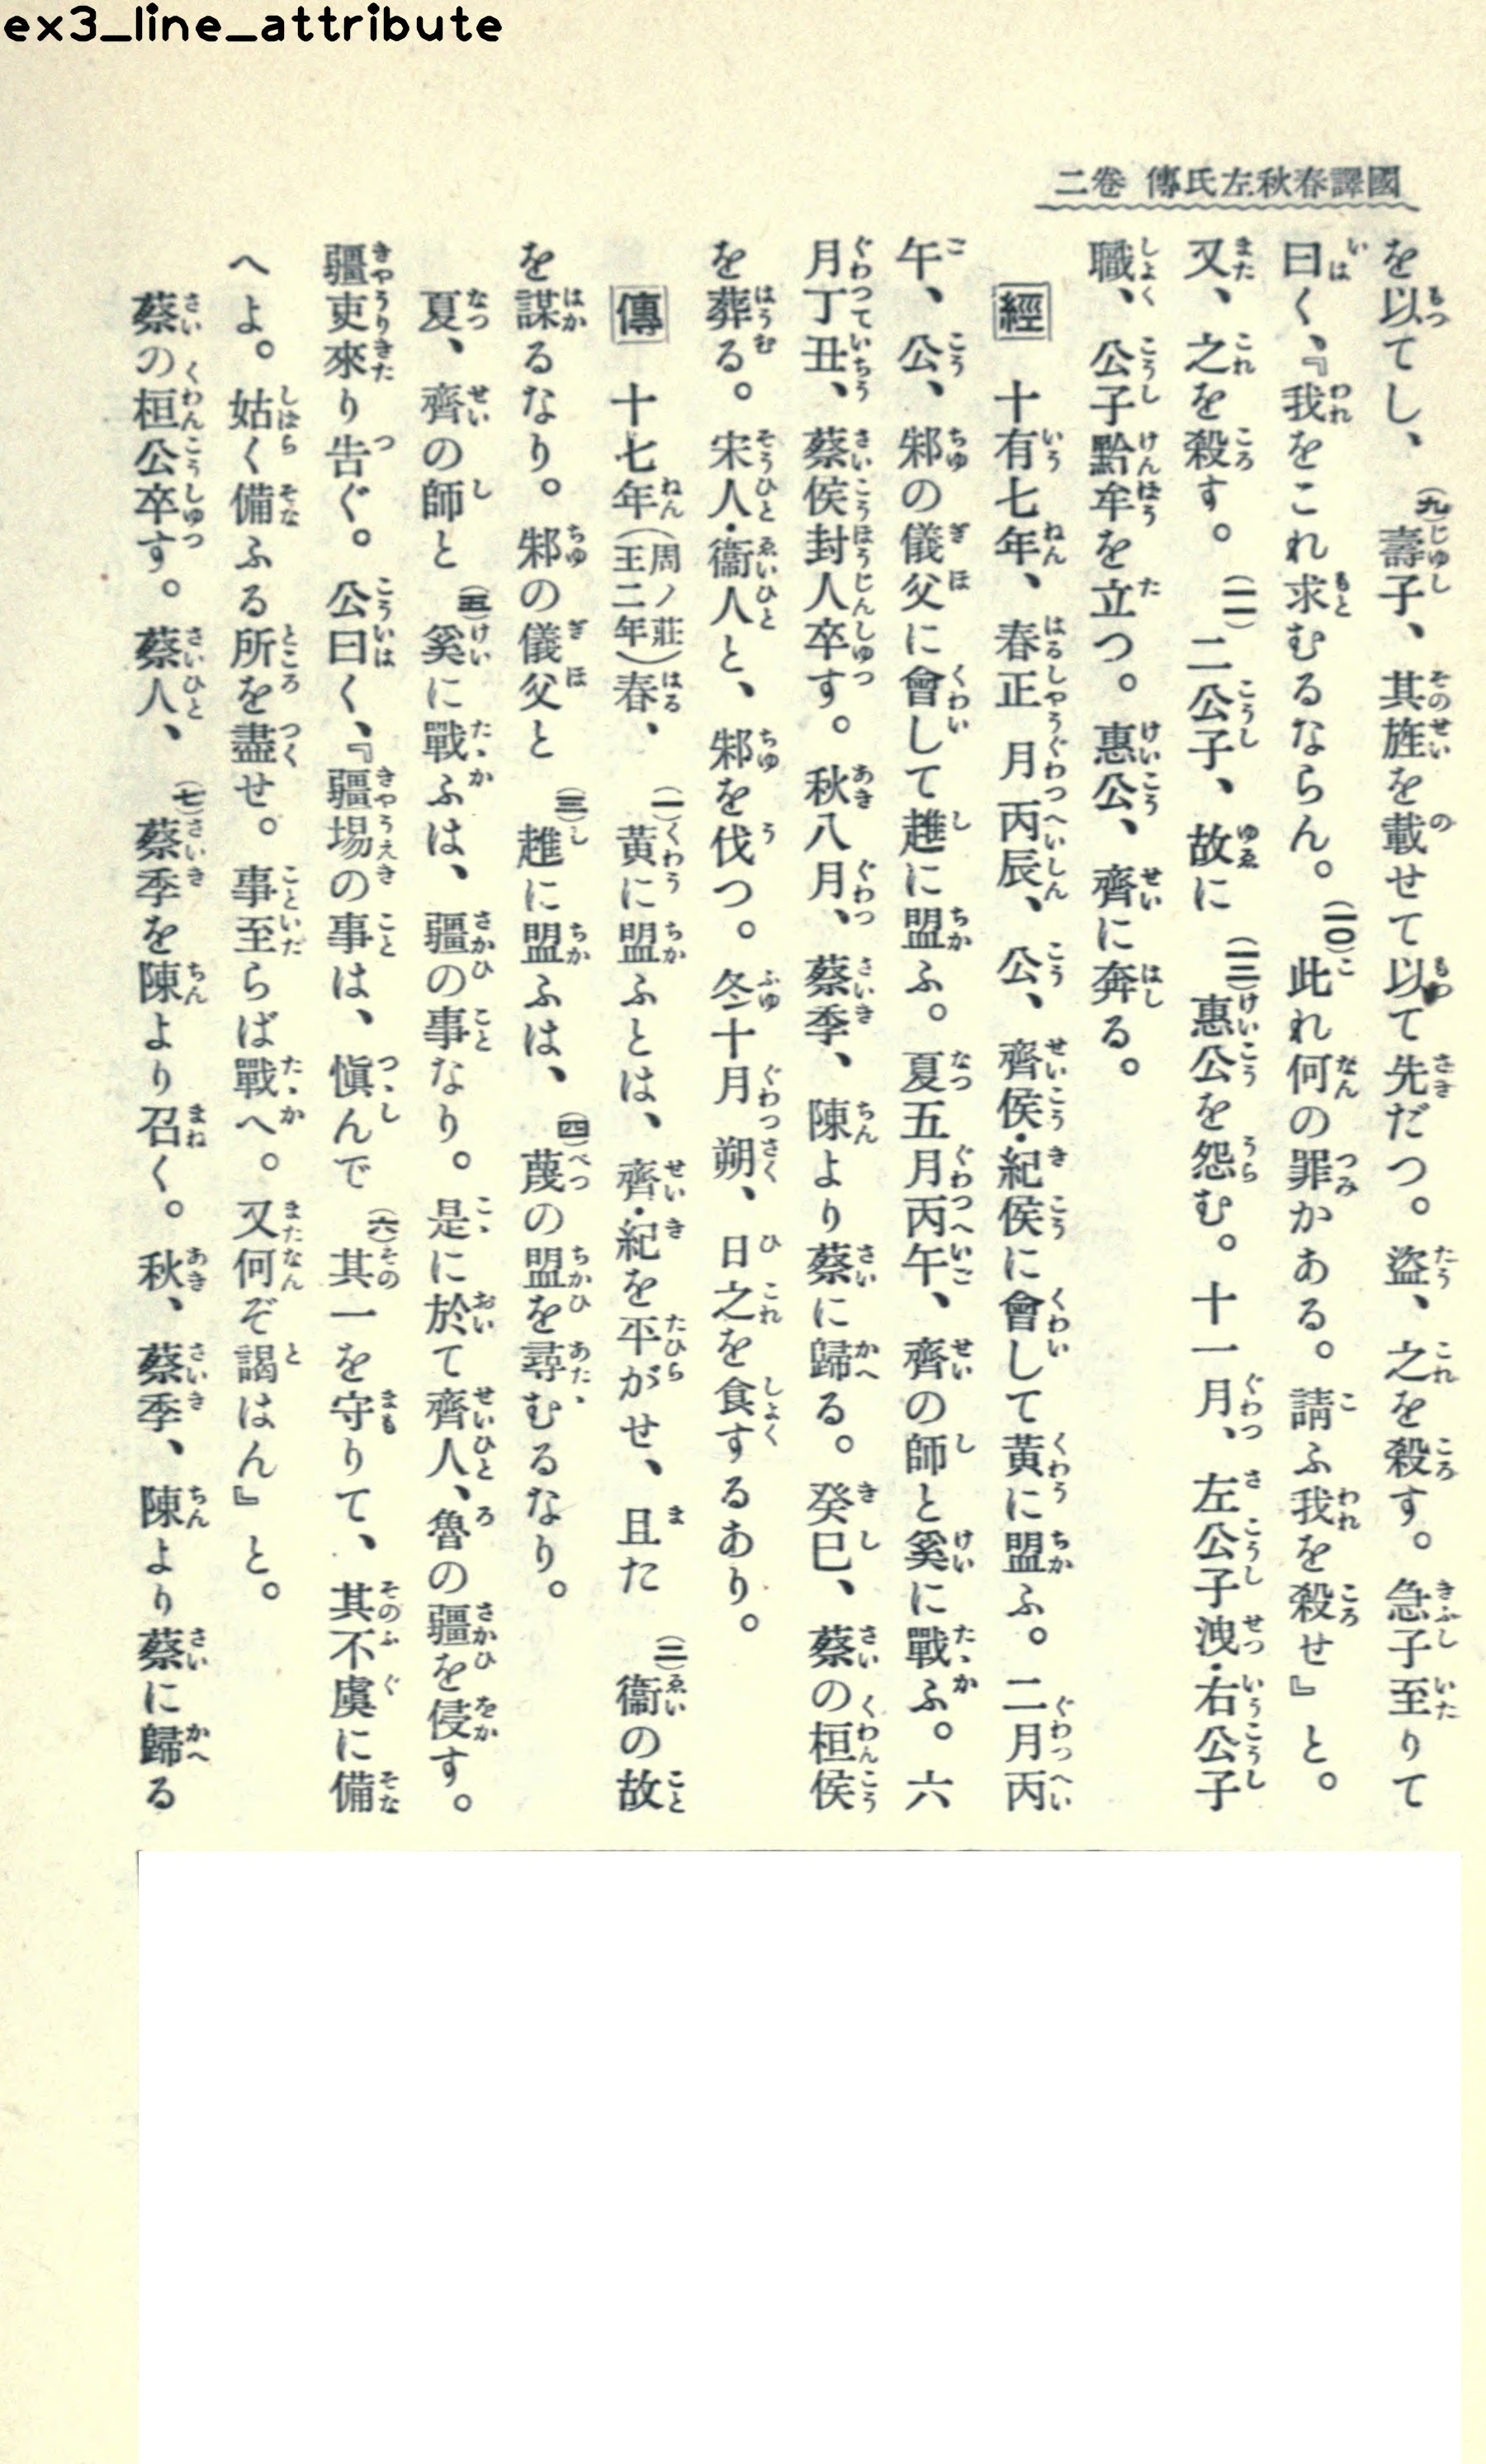 ex3_line_attribute
國譯春秋左氏傳 卷二
を以てし、(九)壽子、其旌を載せて以て先だつ。盜、之を殺す。急子至りて
曰く、『我をこれ求むるならん。(一〇)此れ何の罪かある。請ふ我を殺せ』と。
又、之を殺す。(一一)二公子、故に(一二)惠公を怨む。十一月、左公子洩・右公子
職、公子黔牟を立つ。惠公、齊に奔る。
經 十有七年、春正月丙辰、公、齊侯・紀侯に會して黃に盟ふ。二月丙
午、公、邾の儀父に會して趡に盟ふ。夏五月丙午、齊の師と奚に戰ふ。六
月丁丑、蔡侯封人卒す。秋八月、蔡季、陳より蔡に歸る。癸巳、蔡の桓侯
を葬る。宋人・衞人と、邾を伐つ。冬十月朔、日之を食するあり。
傳 十七年(周ノ莊王二年)春、(一)黃に盟ふとは、齊・紀を平がせ、且た(二)衞の故
を謀るなり。邾の儀父と(三)趡に盟ふは、(四)蔑の盟を尋むるなり。
夏、齊の師と(五)奚に戰ふは、疆の事なり。是に於て齊人、魯の疆を侵す。
疆吏來り告ぐ。公曰く、『疆埸の事は、愼んで(六)其一を守りて、其不虞に備
へよ。姑く備ふる所を盡せ。事至らば戰へ。又何ぞ謁はん』と。
蔡の桓公卒す。蔡人、(七)蔡季を陳より召く。秋、蔡季、陳より蔡に歸る